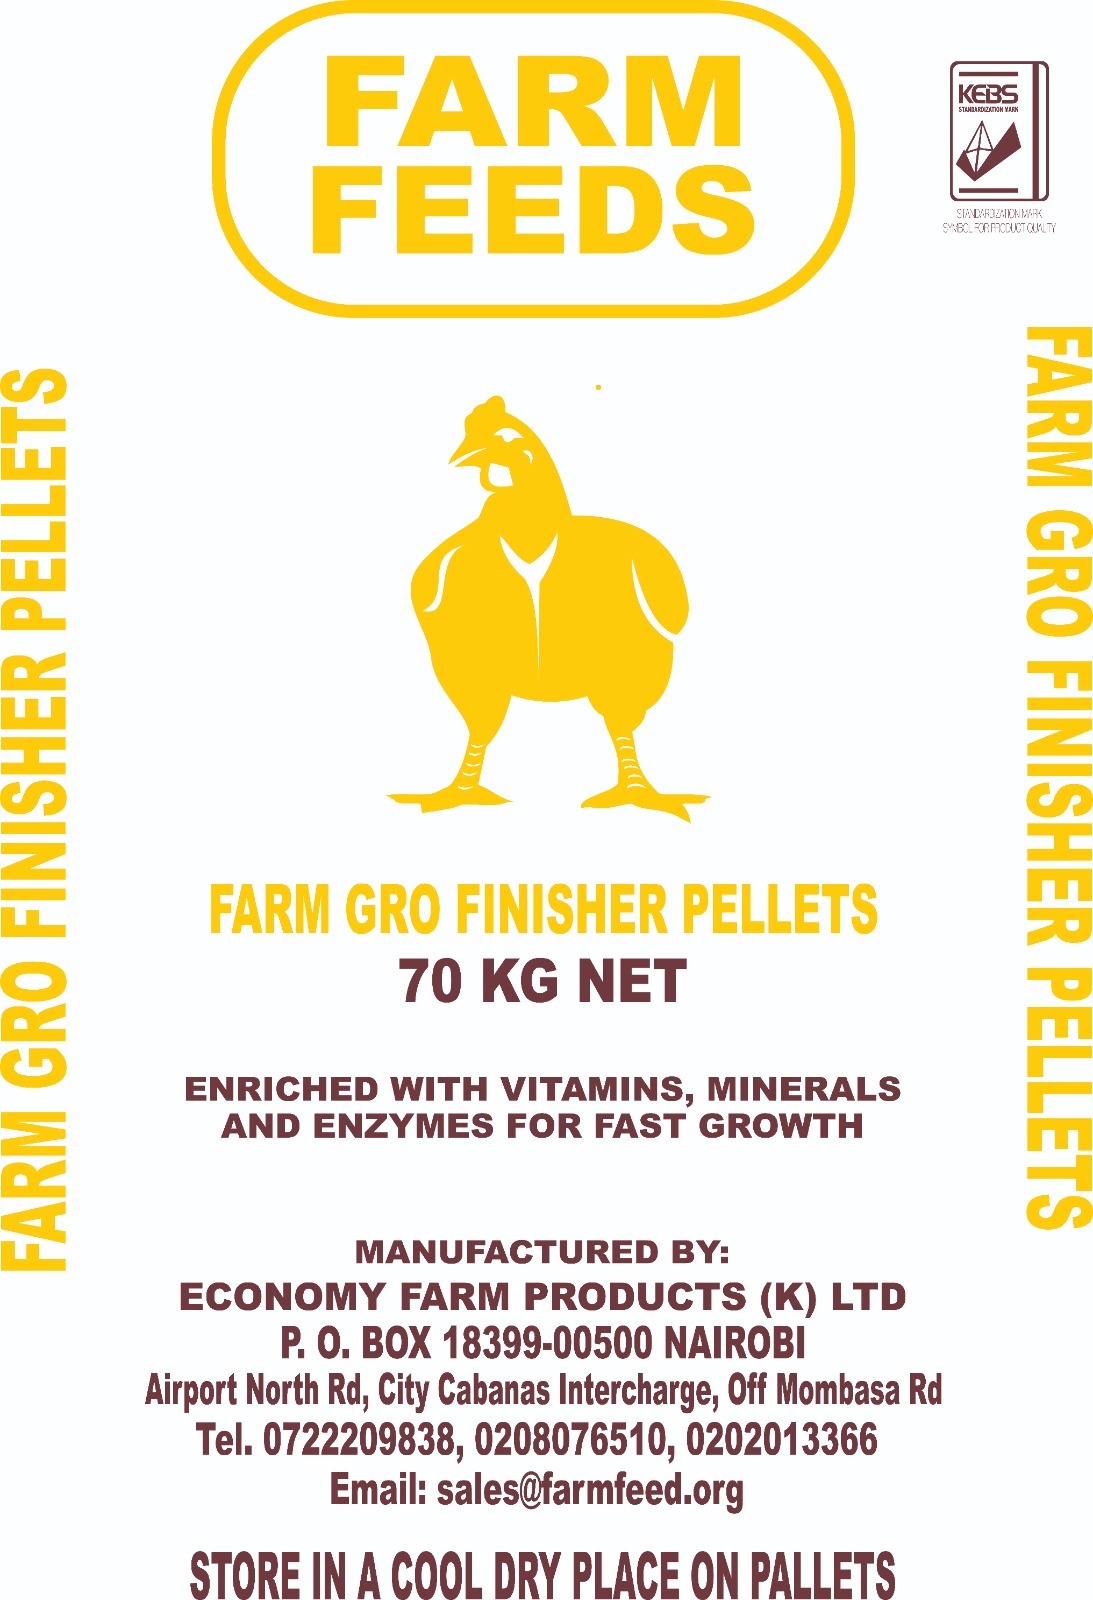 FARM
FEEDS
KEBS
STANDARDIZATION MARK
STANDARDIZATION MARK
SYMBOL FOR PRODUCT QUALITY
FARM GRO FINISHER PELLETS
FARM GRO FINISHER PELLETS
FARM GRO FINISHER PELLETS
70 KG NET
ENRICHED WITH VITAMINS, MINERALS
AND ENZYMES FOR FAST GROWTH
MANUFACTURED BY:
ECONOMY FARM PRODUCTS (K) LTD
P. O. BOX 18399-00500 NAIROBI
Airport North Rd, City Cabanas Intercharge, Off Mombasa Rd
Tel. 0722209838, 0208076510, 0202013366
Email: sales@farmfeed.org
STORE IN A COOL DRY PLACE ON PALLETS